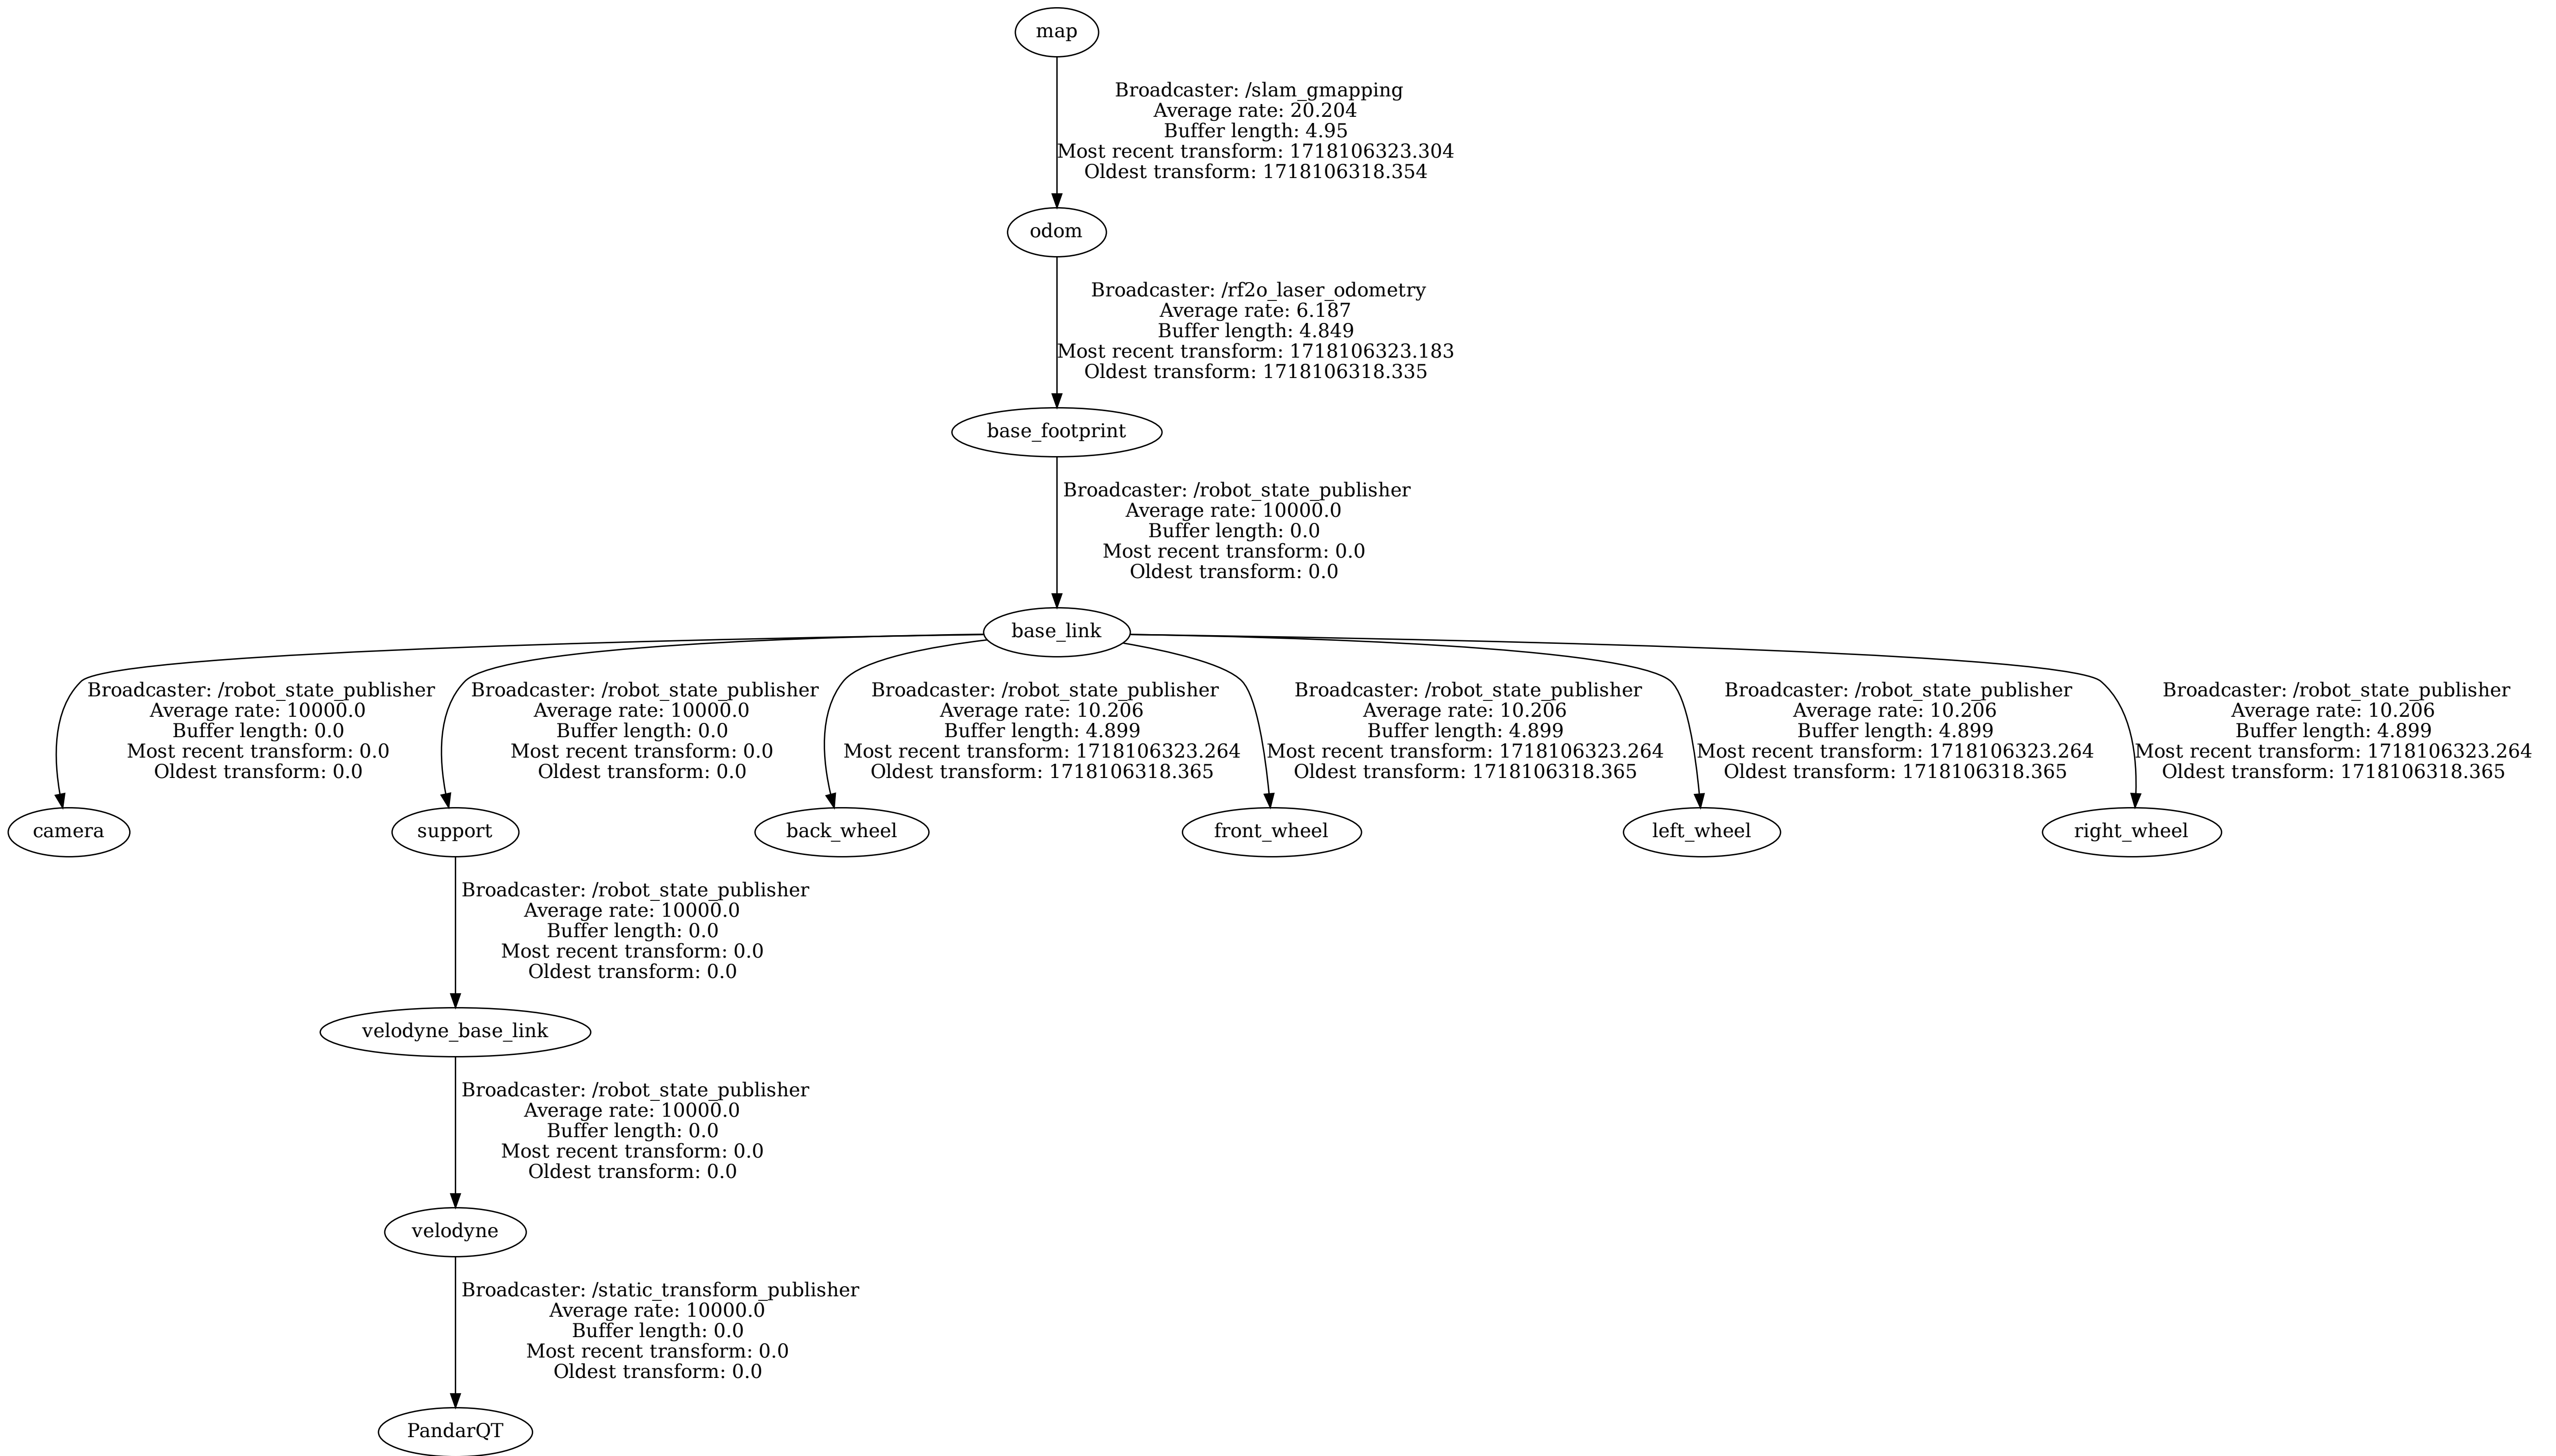 map
Broadcaster: /slam_gmapping
Average rate: 20.204
Buffer length: 4.95
Most recent transform: 1718106323.304
Oldest transform: 1718106318.354
odom
Broadcaster: /rf2o_laser_odometry
Average rate: 6.187
Buffer length: 4.849
Most recent transform: 1718106323.183
Oldest transform: 1718106318.335
base_footprint
Broadcaster: /robot_state_publisher
Average rate: 10000.0
Buffer length: 0.0
Most recent transform: 0.0
Oldest transform: 0.0
base_link
Broadcaster: /robot_state_publisher
Average rate: 10000.0
Buffer length: 0.0
Most recent transform: 0.0
Oldest transform: 0.0
Broadcaster: /robot_state_publisher
Average rate: 10000.0
Buffer length: 0.0
Most recent transform: 0.0
Oldest transform: 0.0
Broadcaster: /robot_state_publisher
Average rate: 10.206
Buffer length: 4.899
Most recent transform: 1718106323.264
Oldest transform: 1718106318.365
Broadcaster: /robot_state_publisher
Average rate: 10.206
Buffer length: 4.899
Most recent transform: 1718106323.264
Oldest transform: 1718106318.365
Broadcaster: /robot_state_publisher
Average rate: 10.206
Buffer length: 4.899
Most recent transform: 1718106323.264
Oldest transform: 1718106318.365
Broadcaster: /robot_state_publisher
Average rate: 10.206
Buffer length: 4.899
Most recent transform: 1718106323.264
Oldest transform: 1718106318.365
camera
support
back_wheel
front_wheel
left_wheel
right_wheel
Broadcaster: /robot_state_publisher
Average rate: 10000.0
Buffer length: 0.0
Most recent transform: 0.0
Oldest transform: 0.0
velodyne_base_link
Broadcaster: /robot_state_publisher
Average rate: 10000.0
Buffer length: 0.0
Most recent transform: 0.0
Oldest transform: 0.0
velodyne
Broadcaster: /static_transform_publisher
Average rate: 10000.0
Buffer length: 0.0
Most recent transform: 0.0
Oldest transform: 0.0
PandarQT